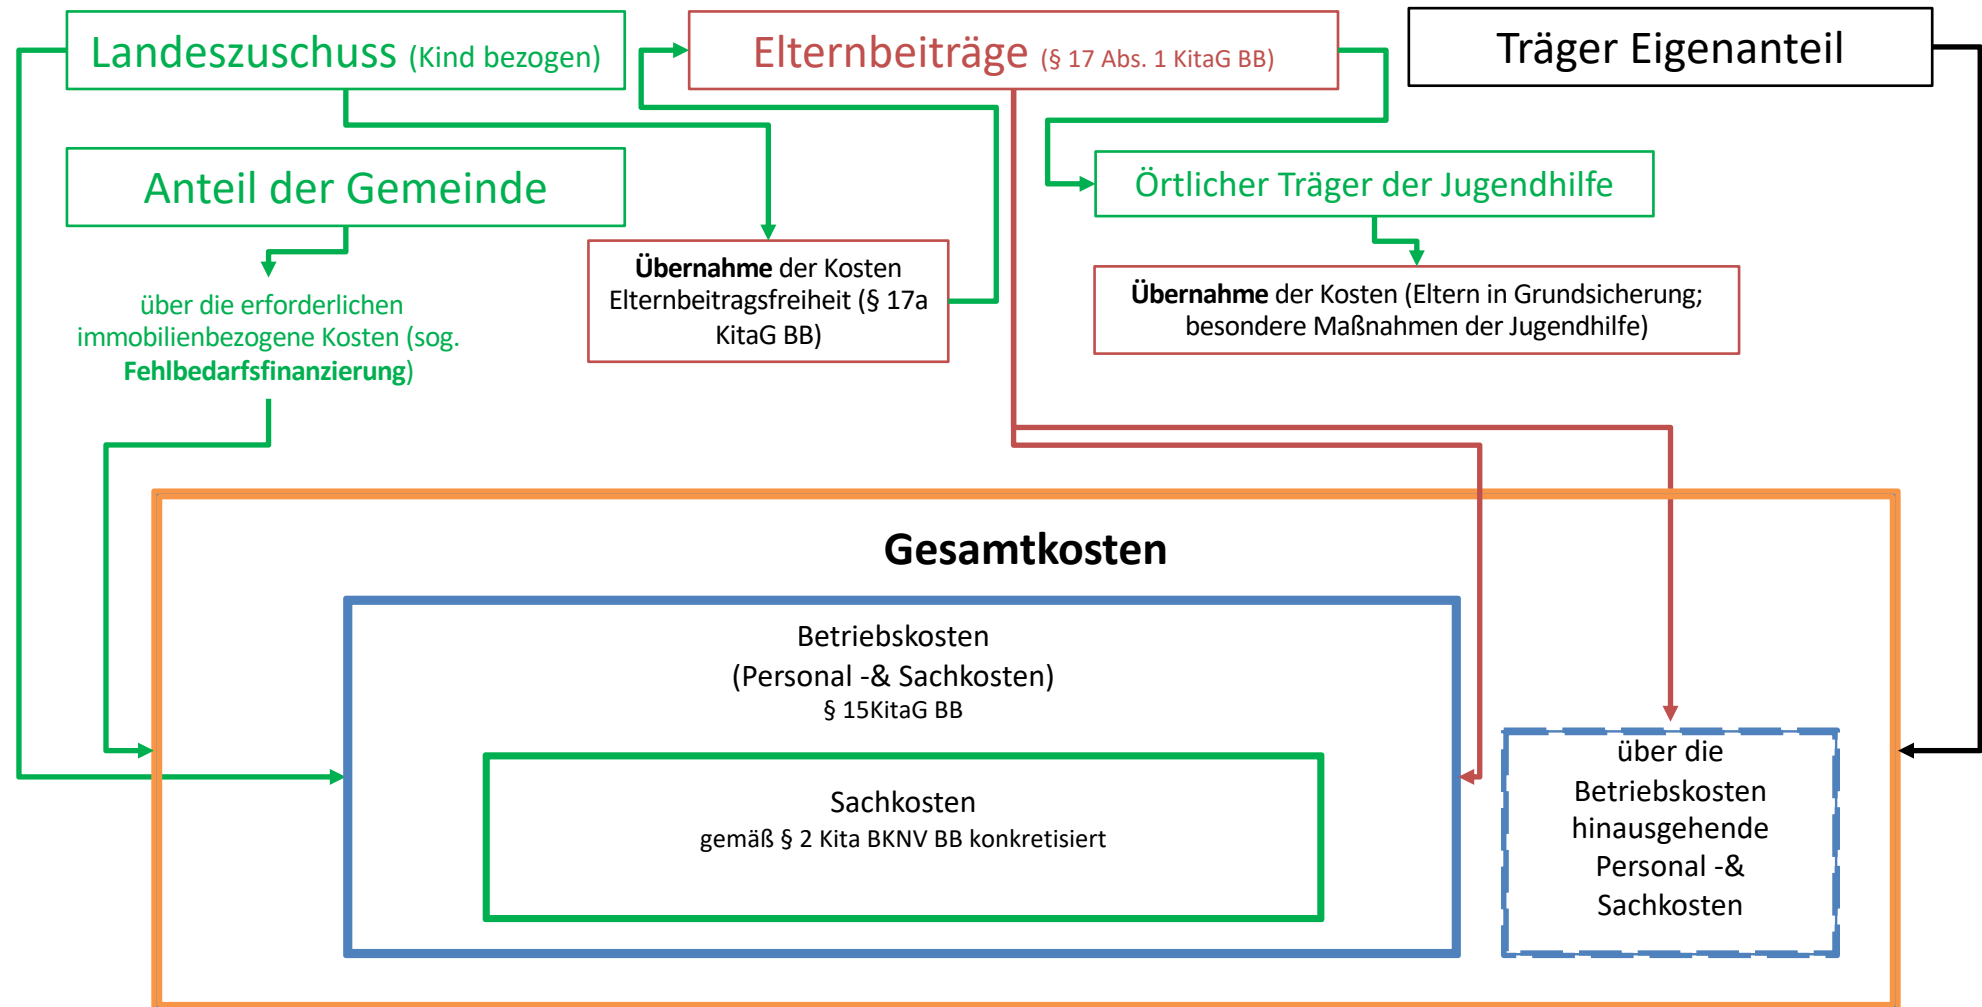 Landeszuschuss (Kind bezogen)
Elternbeiträge (§ 17 Abs. 1 KitaG BB)
Träger Eigenanteil
Anteil der Gemeinde
Örtlicher Träger der Jugendhilfe
über die erforderlichen
immobilienbezogene Kosten (sog.
Fehlbedarfsfinanzierung)
Übernahme der Kosten
Elternbeitragsfreiheit (§ 17a
KitaG BB)
Übernahme der Kosten (Eltern in Grundsicherung;
besondere Maßnahmen der Jugendhilfe)
Gesamtkosten
Betriebskosten
(Personal -& Sachkosten)
§ 15KitaG BB
Sachkosten
gemäß § 2 Kita BKNV BB konkretisiert
über die
Betriebskosten
hinausgehende
Personal -&
Sachkosten